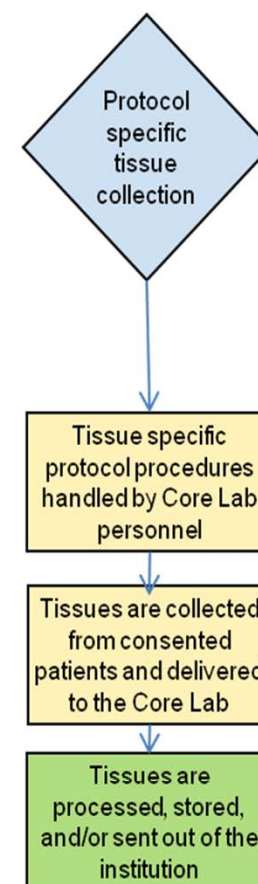 Protocol
specific
tissue
collection
Tissue specific
protocol procedures
handled by Core Lab
personnel
Tissues are collected
from consented
patients and delivered
to the Core Lab
Tissues are
processed, stored,
and/or sent out of the
institution